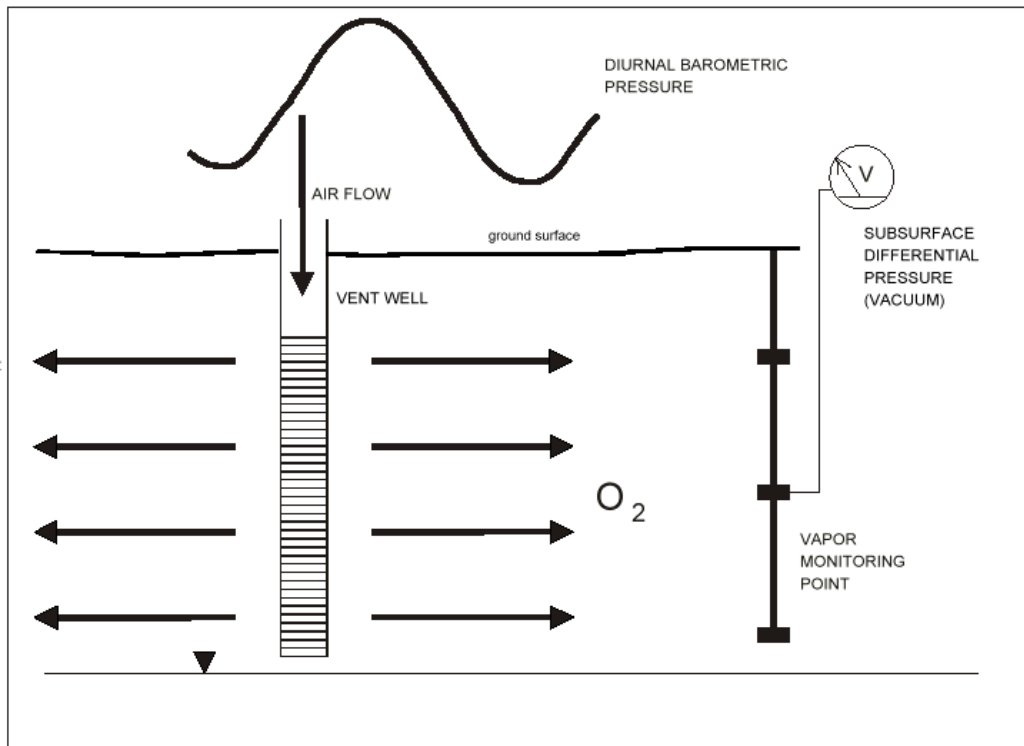 DIURNAL BAROMETRIC
PRESSURE
AIR FLOW
V
ground surface
SUBSURFACE
DIFFERENTIAL
PRESSURE
(VACUUM)
VENT WELL
O2
VAPOR
MONITORING
POINT